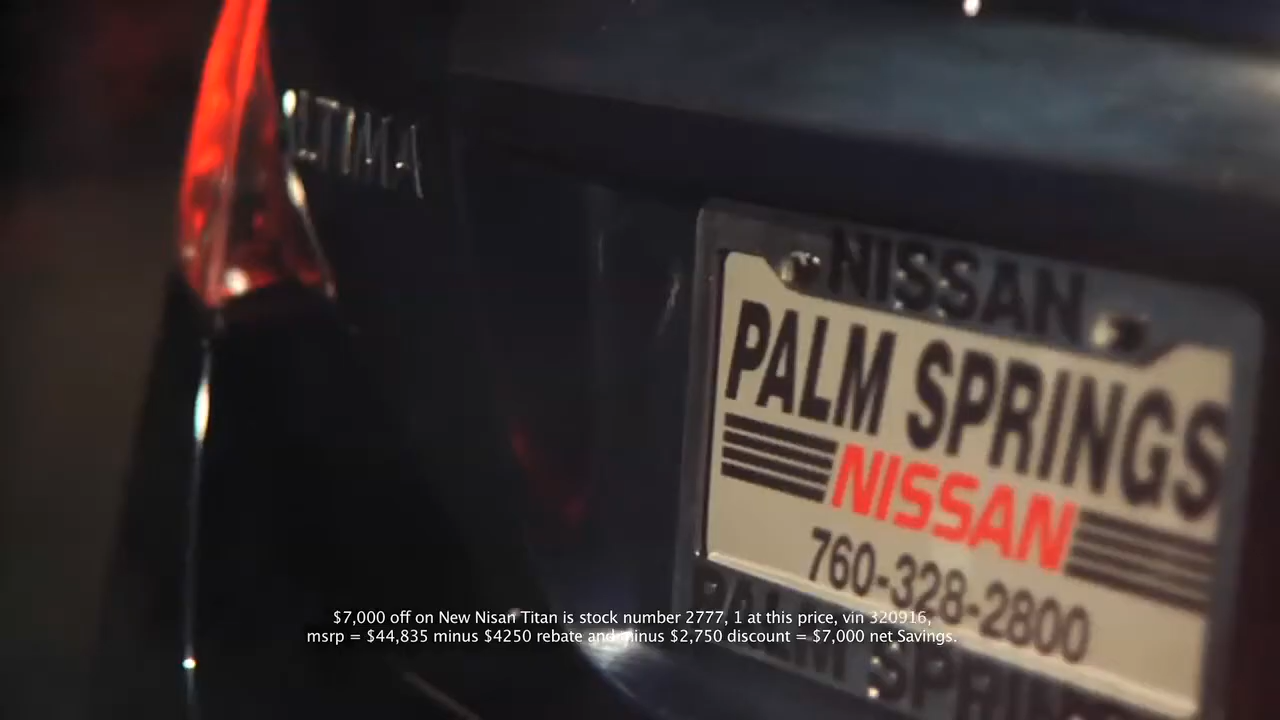 LTIMA
NISSAN
PALM SPRINGS
NISSAN
760-328-2800
PALM SPRING
$7,000 off on New Nisan Titan is stock number 2777, 1 at this price, vin 320916,
msrp = $44,835 minus $4250 rebate and minus $2,750 discount = $7,000 net Savings.